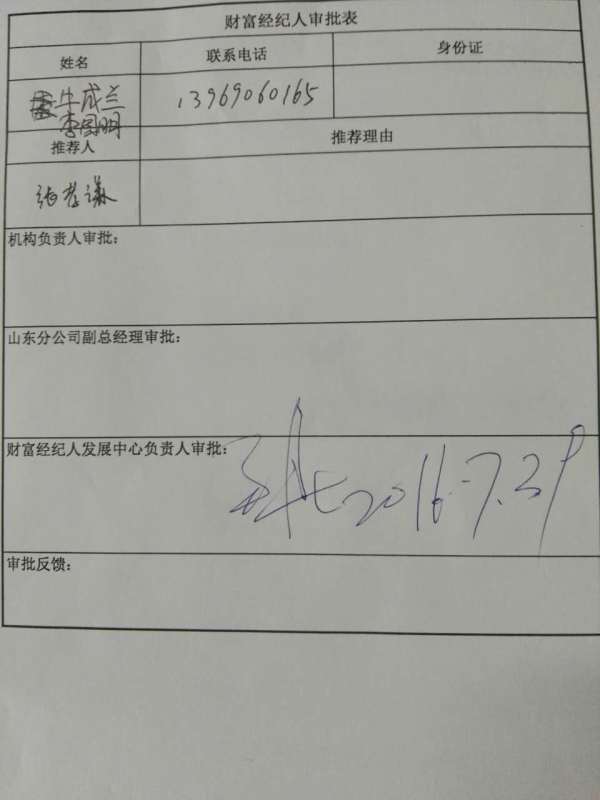 财富经纪人审批表
姓名 联系电话 身份证
牛成兰 13969060165
李国明
推荐人 推荐理由
张孝谦
机构负责人审批：
山东分公司副总经理审批：
财富经纪人发展中心负责人审批：
2016.7.29
审批反馈：